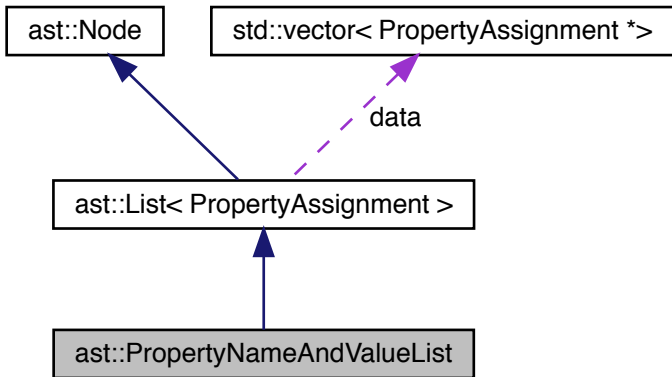 ast::Node
std::vector< PropertyAssignment *>
data
ast::List< PropertyAssignment >
ast::PropertyNameAndValueList